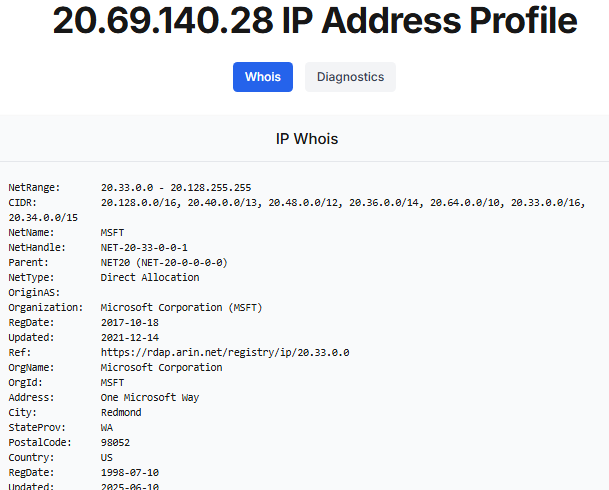 20.69.140.28 IP Address Profile
Whois
Diagnostics
IP Whois
NetRange: 20.33.0.0 - 20.128.255.255
CIDR: 20.128.0.0/16, 20.40.0.0/13, 20.48.0.0/12, 20.36.0.0/14, 20.64.0.0/10, 20.33.0.0/16,
20.34.0.0/15
NetName: MSFT
NetHandle: NET-20-33-0-0-1
Parent: NET20 (NET-20-0-0-0-0)
NetType: Direct Allocation
OriginAS:
Organization: Microsoft Corporation (MSFT)
RegDate: 2017-10-18
Updated: 2021-12-14
Ref: https://rdap.arin.net/registry/ip/20.33.0.0
OrgName: Microsoft Corporation
OrgId: MSFT
Address: One Microsoft Way
City: Redmond
StateProv: WA
PostalCode: 98052
Country: US
RegDate: 1998-07-10
Updated: 2025-06-10